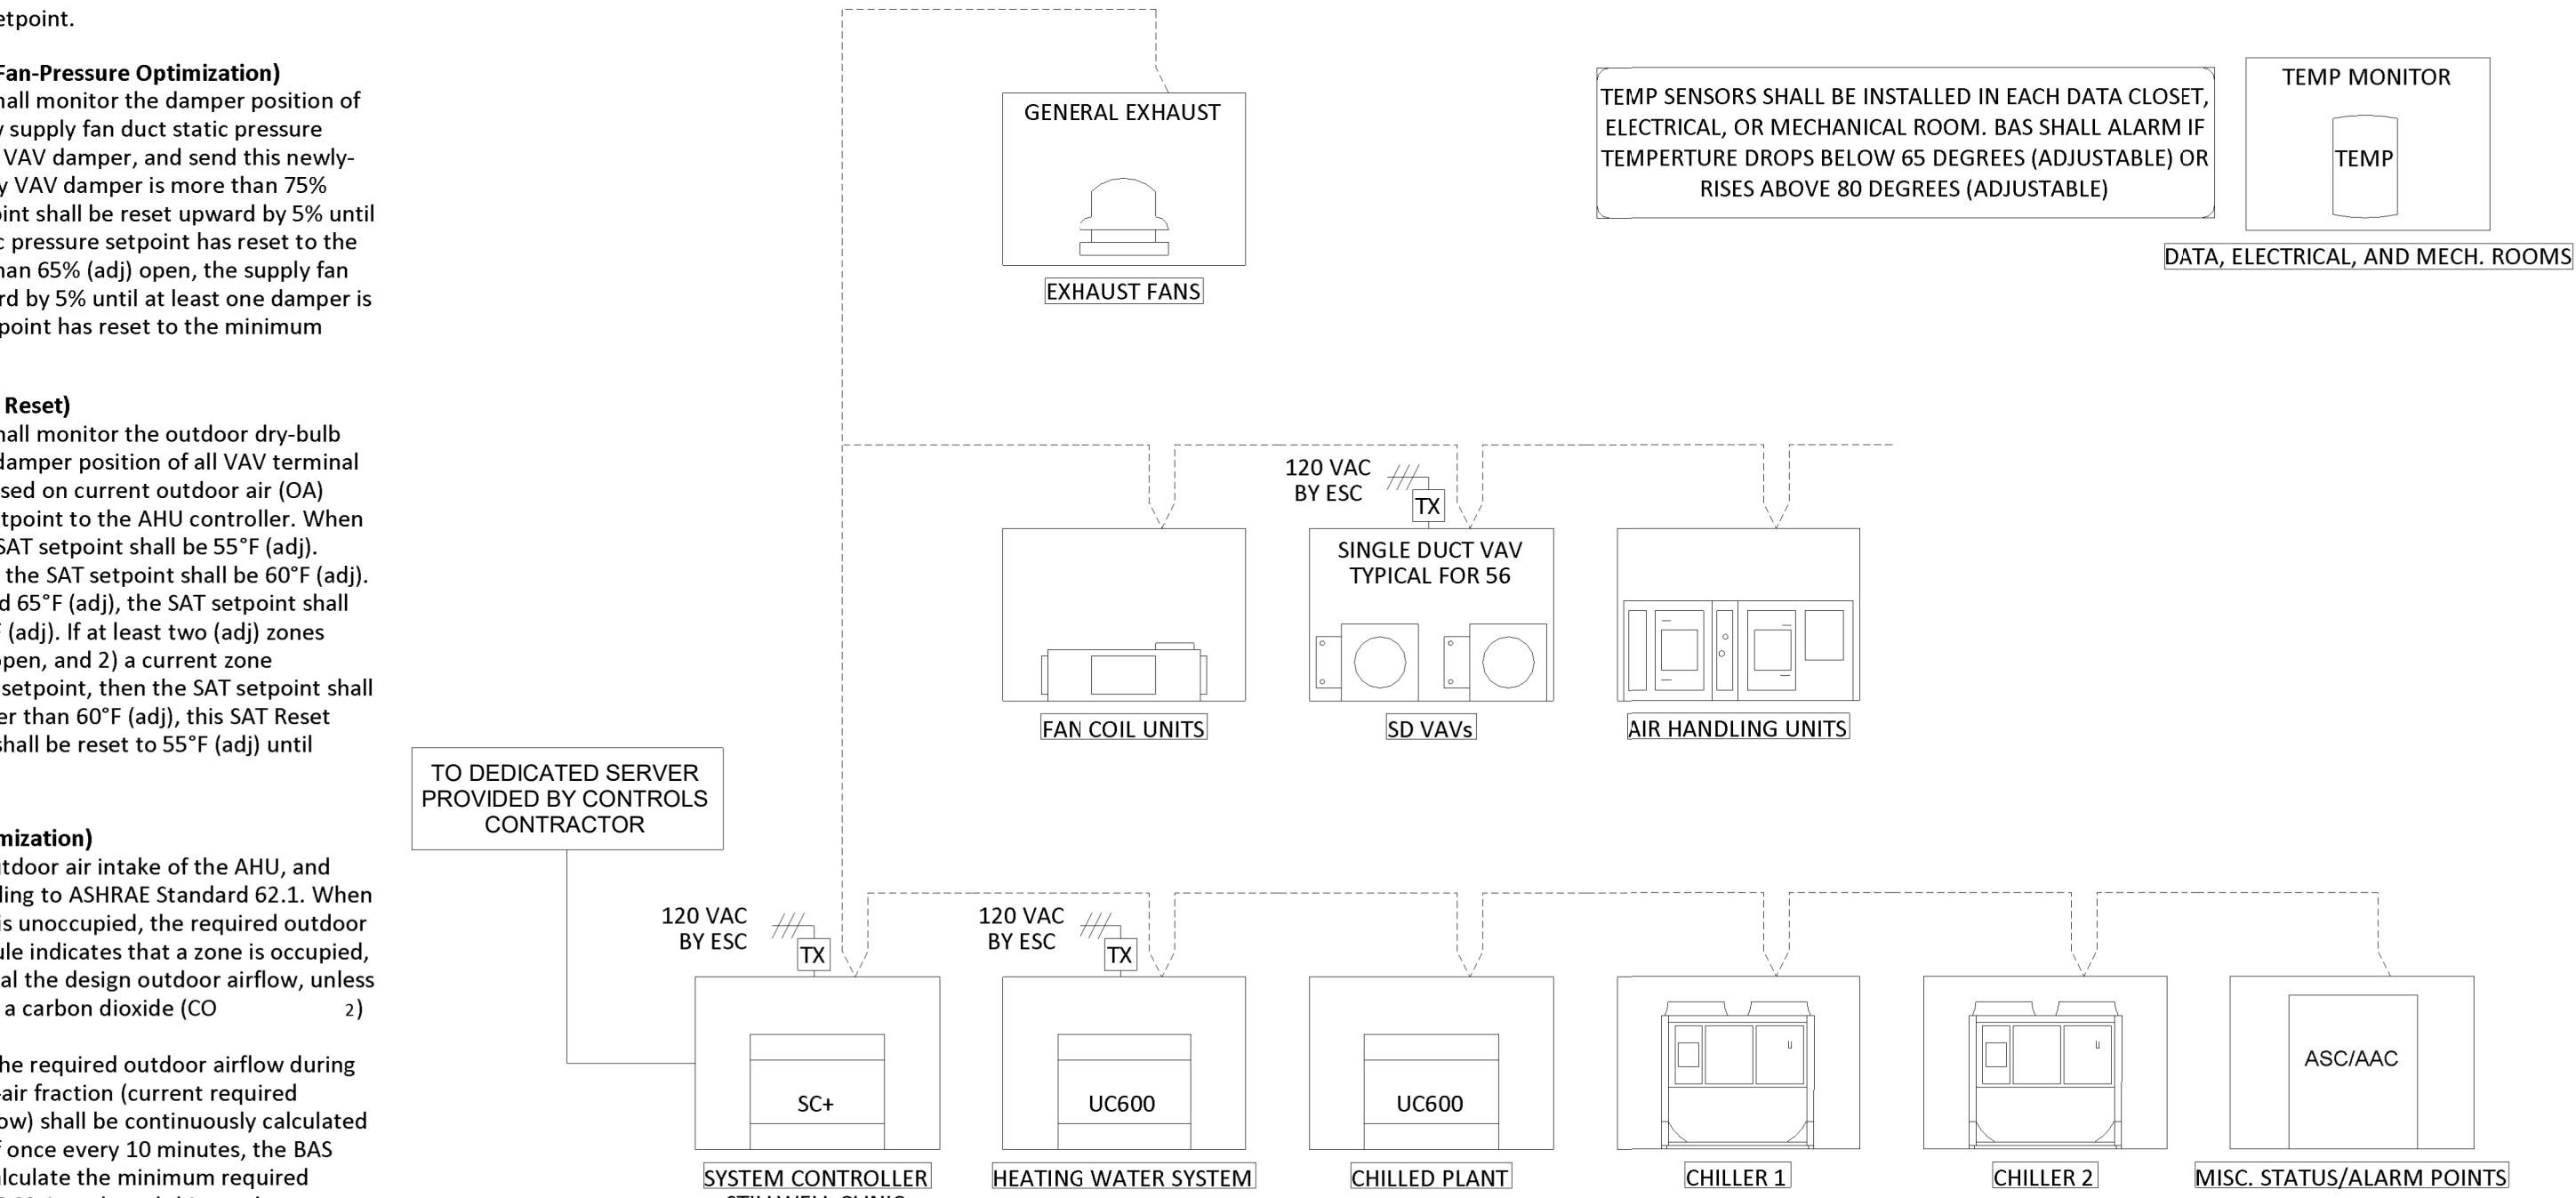 etpoint.
Fan-Pressure Optimization)
hall monitor the damper position of
supply fan duct static pressure
VAV damper, and send this newly-
VAV damper is more than 75%
oint shall be reset upward by 5% until
c pressure setpoint has reset to the
han 65% (adj) open, the supply fan
rd by 5% until at least one damper is
point has reset to the minimum
Reset)
hall monitor the outdoor dry-bulb
damper position of all VAV terminal
sed on current outdoor air (OA)
tpoint to the AHU controller. When
SAT setpoint shall be 55°F (adj).
the SAT setpoint shall be 60°F (adj).
d 65°F (adj), the SAT setpoint shall
(adj). If at least two (adj) zones
open, and 2) a current zone
setpoint, then the SAT setpoint shall
er than 60°F (adj), this SAT Reset
shall be reset to 55°F (adj) until
mization)
utdoor air intake of the AHU, and
ding to ASHRAE Standard 62.1. When
is unoccupied, the required outdoor
ule indicates that a zone is occupied,
al the design outdoor airflow, unless
a carbon dioxide (CO 2)
he required outdoor airflow during
-air fraction (current required
ow) shall be continuously calculated
f once every 10 minutes, the BAS
alculate the minimum required
GENERAL EXHAUST
EXHAUST FANS
TEMP SENSORS SHALL BE INSTALLED IN EACH DATA CLOSET,
ELECTRICAL, OR MECHANICAL ROOM. BAS SHALL ALARM IF
TEMPERTURE DROPS BELOW 65 DEGREES (ADJUSTABLE) OR
RISES ABOVE 80 DEGREES (ADJUSTABLE)
TEMP MONITOR
TEMP
DATA, ELECTRICAL, AND MECH. ROOMS
120 VAC
BY ESC
TX
SINGLE DUCT VAV
TYPICAL FOR 56
FAN COIL UNITS
SD VAVs
AIR HANDLING UNITS
TO DEDICATED SERVER
PROVIDED BY CONTROLS
CONTRACTOR
120 VAC
BY ESC
TX
120 VAC
BY ESC
TX
SC+
UC600
UC600
ASC/AAC
SYSTEM CONTROLLER
HEATING WATER SYSTEM
CHILLED PLANT
CHILLER 1
CHILLER 2
MISC. STATUS/ALARM POINTS
STILLWELL CLINIC